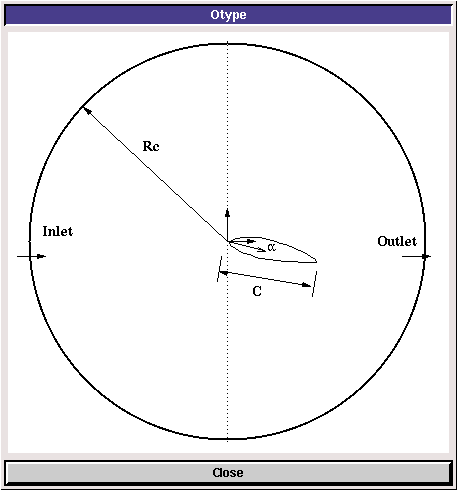 Otype
Rc
Inlet
Outlet
α
C
Close